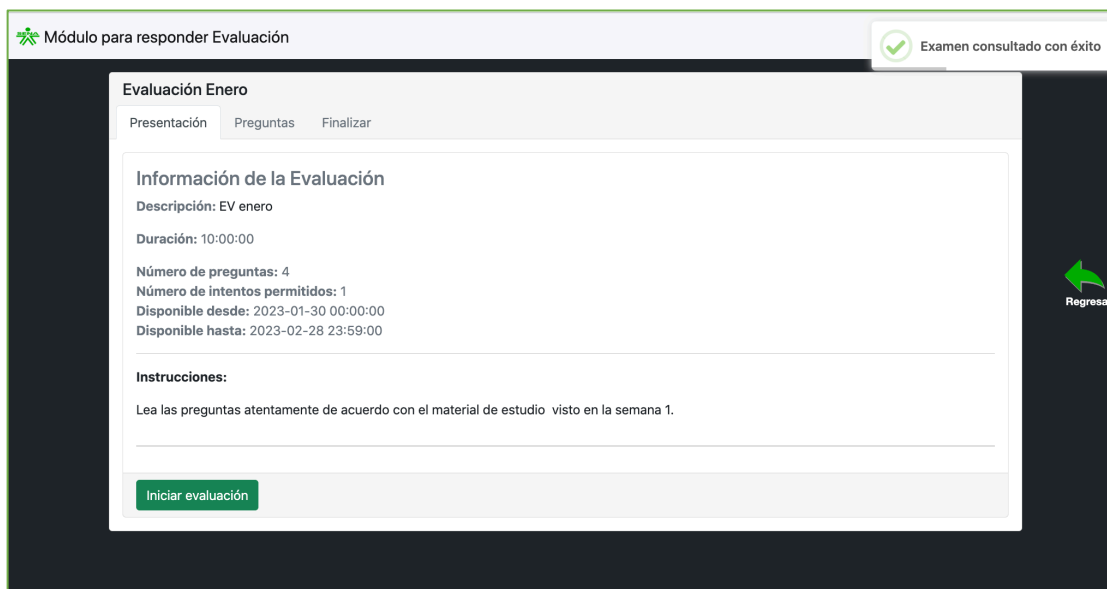 SENA
Módulo para responder Evaluación
Examen consultado con éxito
Evaluación Enero
Presentación
Preguntas
Finalizar
Información de la Evaluación
Descripción: EV enero
Duración: 10:00:00
Número de preguntas: 4
Número de intentos permitidos: 1
Disponible desde: 2023-01-30 00:00:00
Disponible hasta: 2023-02-28 23:59:00
Regresa
Instrucciones:
Lea las preguntas atentamente de acuerdo con el material de estudio  visto en la semana 1.
Iniciar evaluación